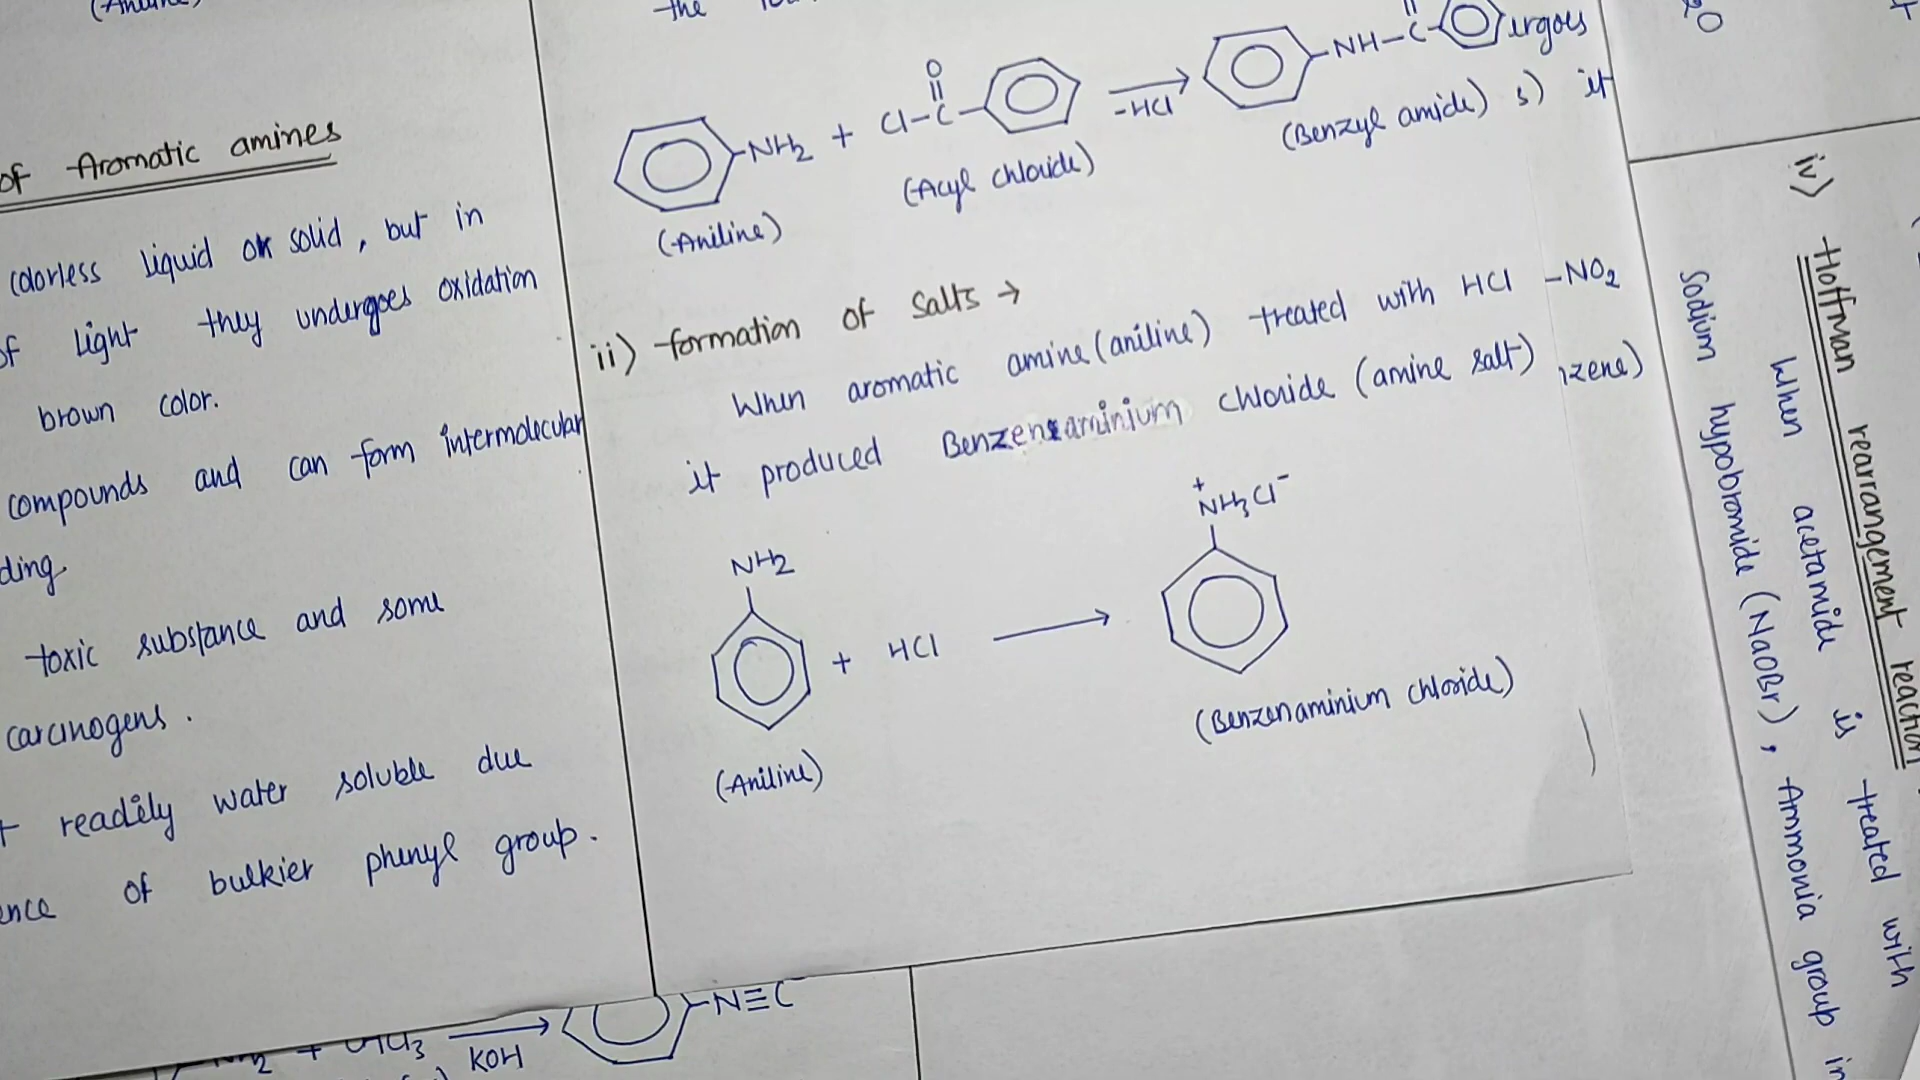 of Aromatic amines
colorless liquid or solid, but in
of light they undergoes oxidation
brown color.
compounds and can form intermolecular
ding.
toxic substance and some
carcinogens.
readily water soluble due
ence of bulkier phenyl group.
the
-NH2 + Cl-C-
O
-HCl
-NH-C-
urgoes
(Aniline)
(Acyl chloride)
(Benzyl amide) s) it
ii) formation of salts →
When aromatic amine (aniline) treated with HCl
it produced Benzenaminium chloride (amine salt)
-NO2
nzene)
NH2
+ HCl
+
NH3Cl-
(Aniline)
(Benzenaminium chloride)
+ CHCl3
KOH
-N≡C
2O
+
iv) Hoffman rearrangement reaction
When acetamide is treated with
Sodium hypobromide (NaOBr), Ammonia group in